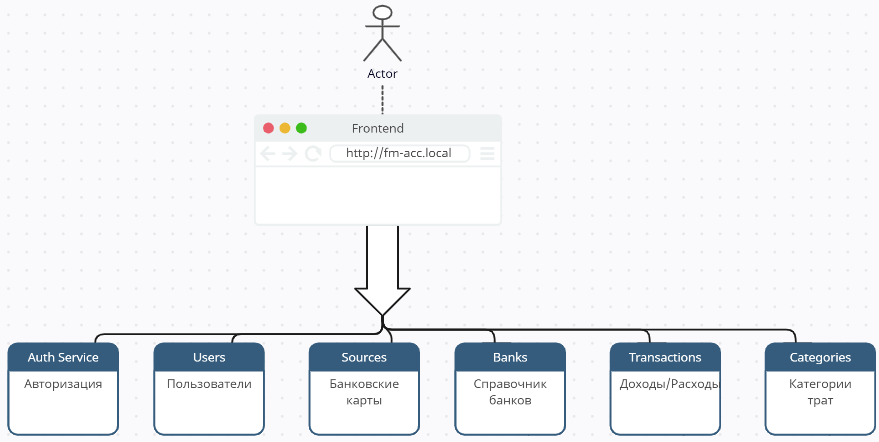 Actor
Frontend
http://fm-acc.local
Auth Service
Авторизация
Users
Пользователи
Sources
Банковские
карты
Banks
Справочник
банков
Transactions
Доходы/Расходы
Categories
Категории
трат